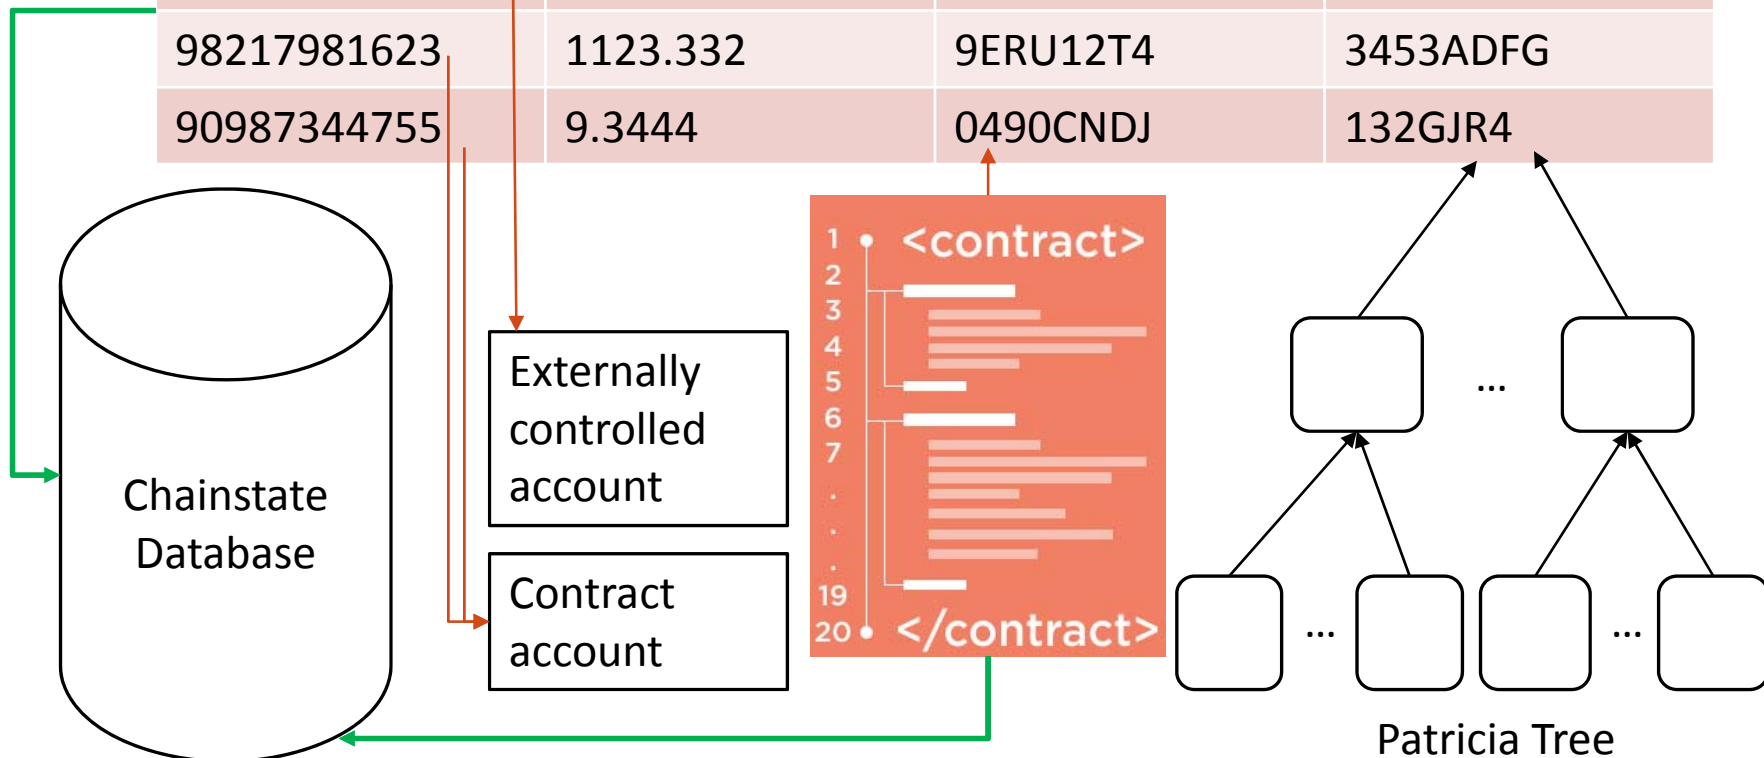 98217981623 1123.332 9ERU12T4 3453ADFG
90987344755 9.3444 0490CNDJ 132GJR4
Chainstate
Database
Externally
controlled
account
Contract
account
1 <contract>
2
3
4
5
6
7
.
.
.
19
20 </contract>
...
... ...
Patricia Tree